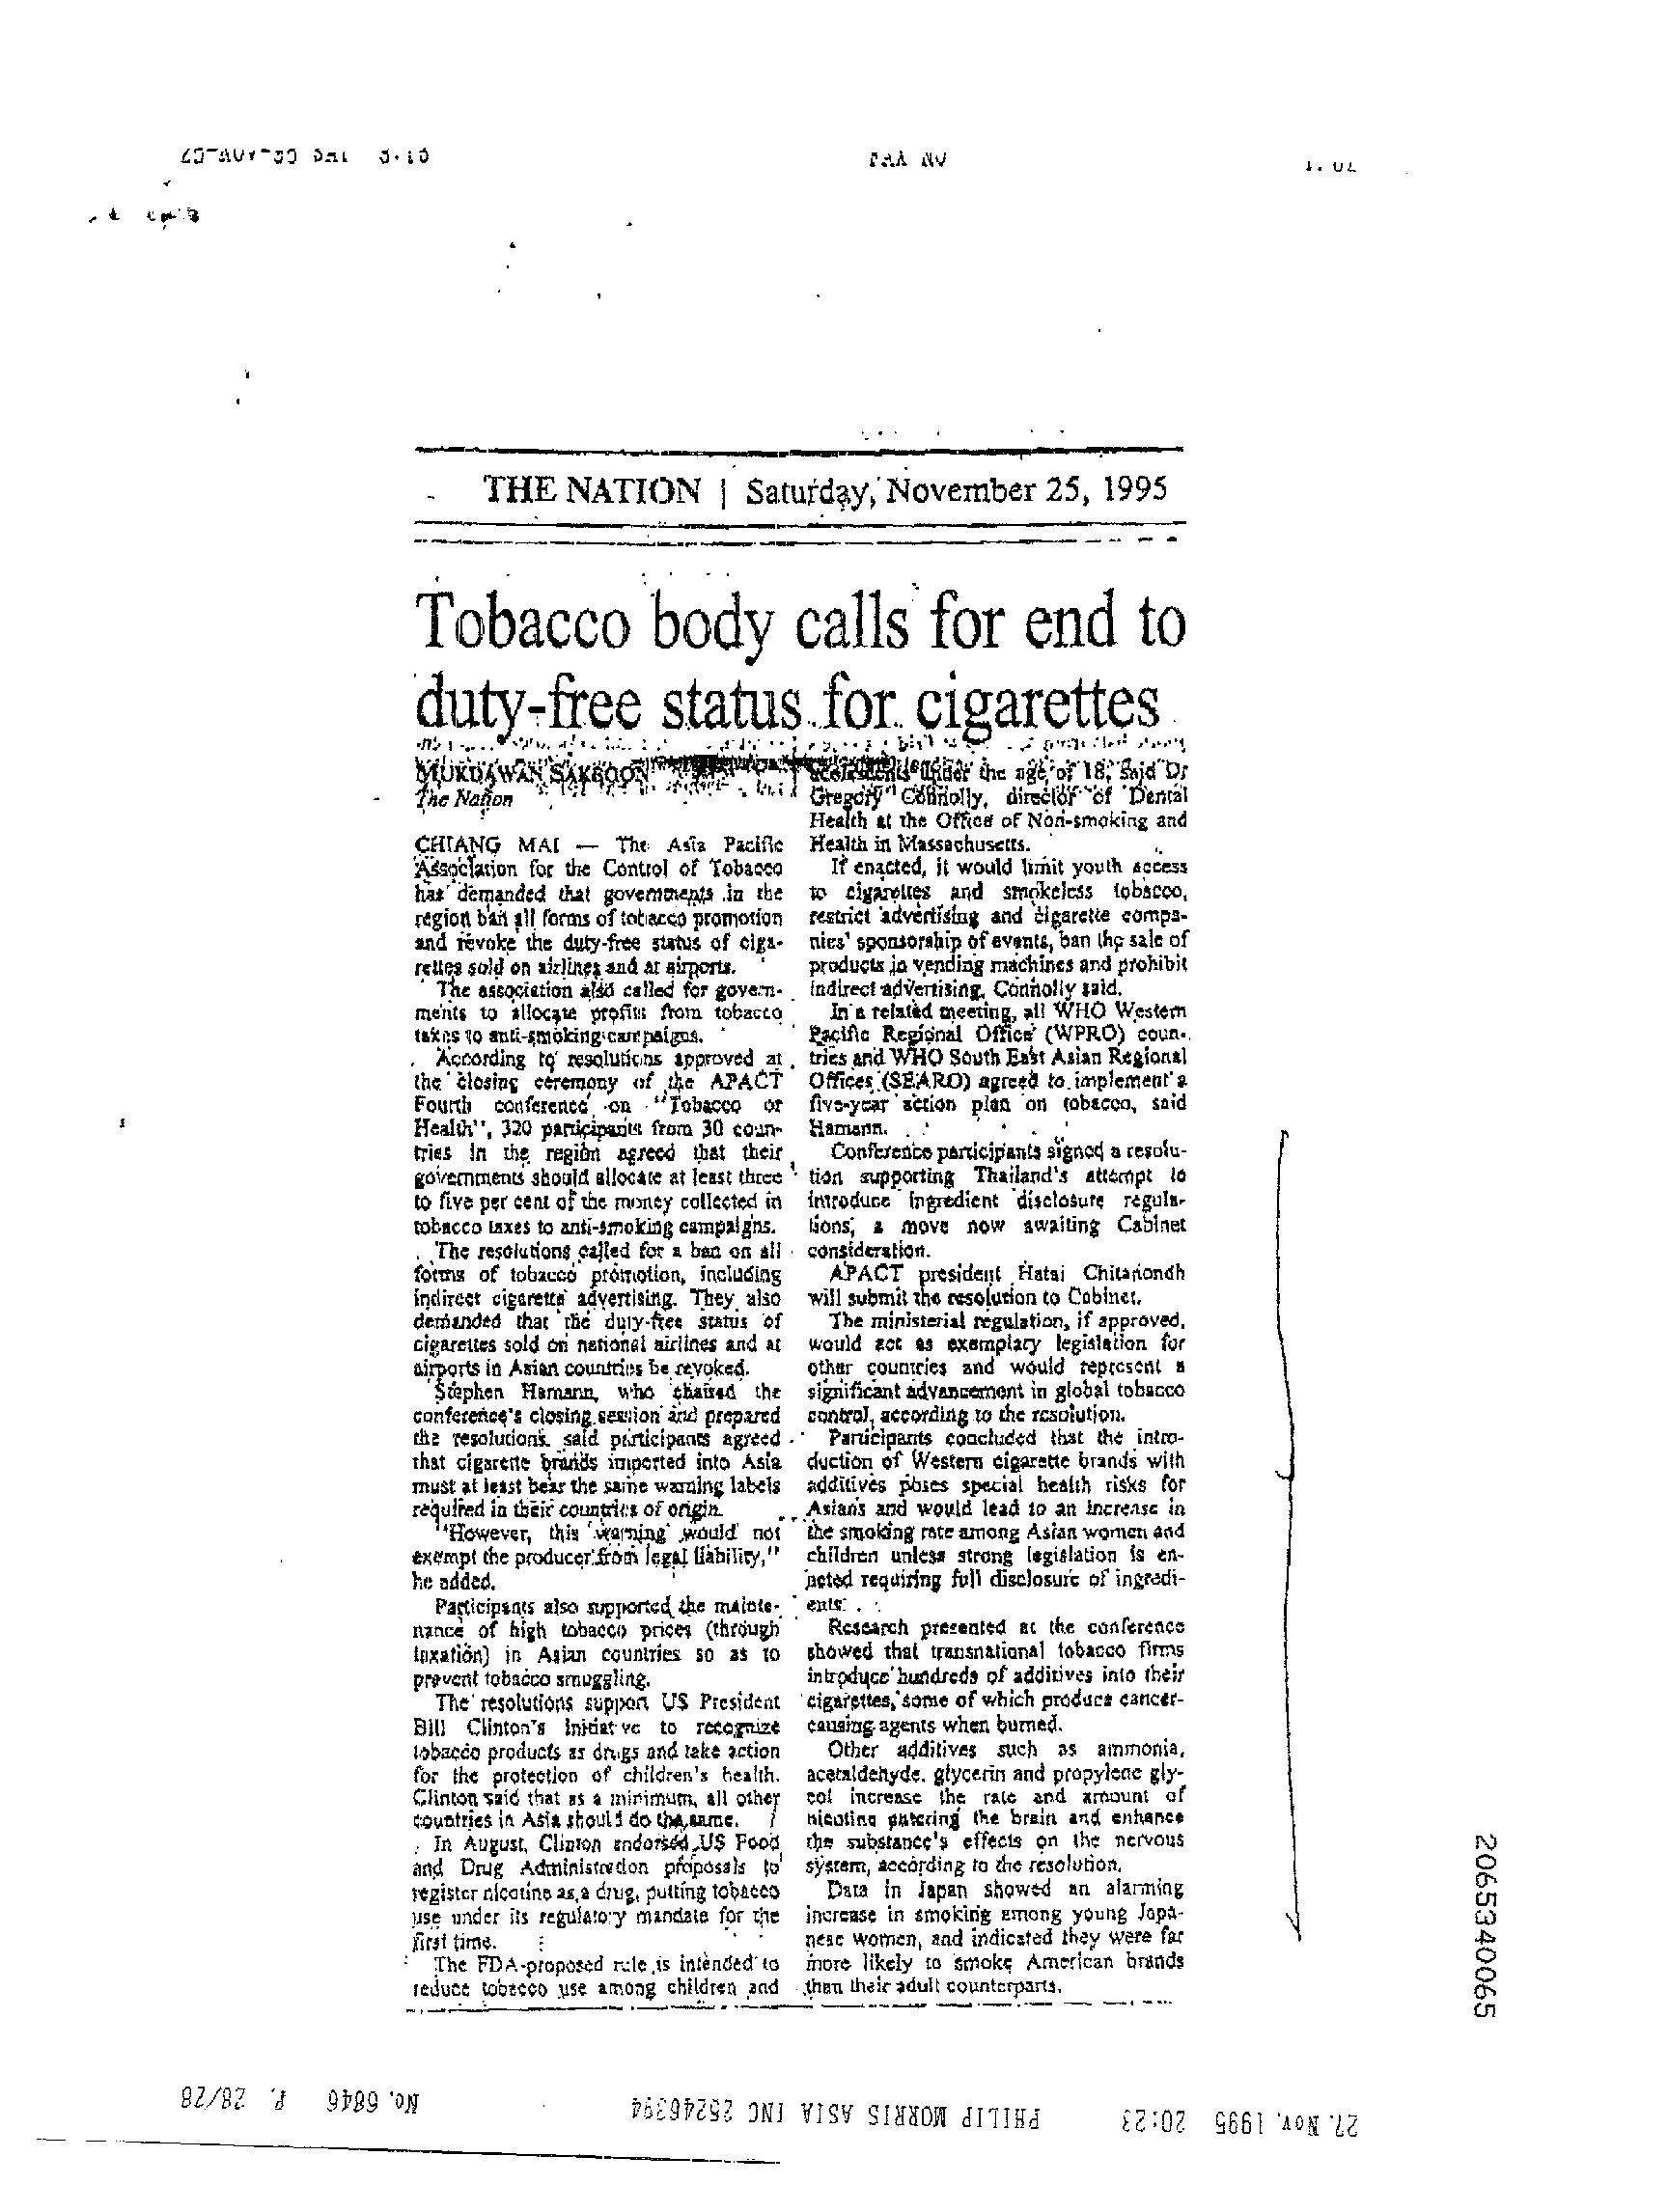 THE NATION | Saturday, November 25, 1995
Tobacco body calls for end to
duty-free status for cigarettes
MUKDAWAN SAKBOON
The Nation
CHIANG MAI — The Asia Pacific
Association for the Control of Tobacco
has demanded that governments in the
region ban all forms of tobacco promotion
and revoke the duty-free status of ciga-
rettes sold on airlines and at airports.
The association also called for govern-
ments to allocate profits from tobacco
taxes to anti-smoking campaigns.
According to resolutions approved at
the closing ceremony of the APACT
Fourth conference on "Tobacco or
Health", 320 participants from 30 coun-
tries in the region agreed that their
governments should allocate at least three
to five per cent of the money collected in
tobacco taxes to anti-smoking campaigns.
The resolutions called for a ban on all
forms of tobacco promotion, including
indirect cigarette advertising. They also
demanded that the duty-free status of
cigarettes sold on national airlines and at
airports in Asian countries be revoked.
Stephen Hamann, who chaired the
conference's closing session and prepared
the resolutions, said participants agreed
that cigarette brands imported into Asia
must at least bear the same warning labels
required in their countries of origin.
"However, this 'warning' would not
exempt the producer from legal liability,"
he added.
Participants also supported the mainte-
nance of high tobacco prices (through
taxation) in Asian countries so as to
prevent tobacco smuggling.
The resolutions support US President
Bill Clinton's initiative to recognize
tobacco products as drugs and take action
for the protection of children's health.
Clinton said that as a minimum, all other
countries in Asia should do the same.
In August, Clinton endorsed US Food
and Drug Administration proposals to
register nicotine as a drug, putting tobacco
use under its regulatory mandate for the
first time.
The FDA-proposed rule is intended to
reduce tobacco use among children and
adolescents under the age of 18, said Dr
Gregory Connolly, director of Dental
Health at the Office of Non-smoking and
Health in Massachusetts.
If enacted, it would limit youth access
to cigarettes and smokeless tobacco,
restrict advertising and cigarette compa-
nies' sponsorship of events, ban the sale of
products in vending machines and prohibit
indirect advertising, Connolly said.
In a related meeting, all WHO Western
Pacific Regional Office (WPRO) coun-
tries and WHO South East Asian Regional
Offices (SEARO) agreed to implement a
five-year action plan on tobacco, said
Hamann.
Conference participants signed a resolu-
tion supporting Thailand's attempt to
introduce ingredient disclosure regula-
tions, a move now awaiting Cabinet
consideration.
APACT president Hatai Chitanondh
will submit the resolution to Cabinet.
The ministerial regulation, if approved,
would act as exemplary legislation for
other countries and would represent a
significant advancement in global tobacco
control, according to the resolution.
Participants concluded that the intro-
duction of Western cigarette brands with
additives poses special health risks for
Asians and would lead to an increase in
the smoking rate among Asian women and
children unless strong legislation is en-
acted requiring full disclosure of ingredi-
ents.
Research presented at the conference
showed that transnational tobacco firms
introduce hundreds of additives into their
cigarettes, some of which produce cancer-
causing agents when burned.
Other additives such as ammonia,
acetaldehyde, glycerin and propylene gly-
col increase the rate and amount of
nicotine entering the brain and enhance
the substance's effects on the nervous
system, according to the resolution.
Data in Japan showed an alarming
increase in smoking among young Japa-
nese women, and indicated they were far
more likely to smoke American brands
than their adult counterparts.
2065340065
27. Nov. 1995 20:23 PHILIP MORRIS ASIA INC 25246394 No. 6846 P. 28/28